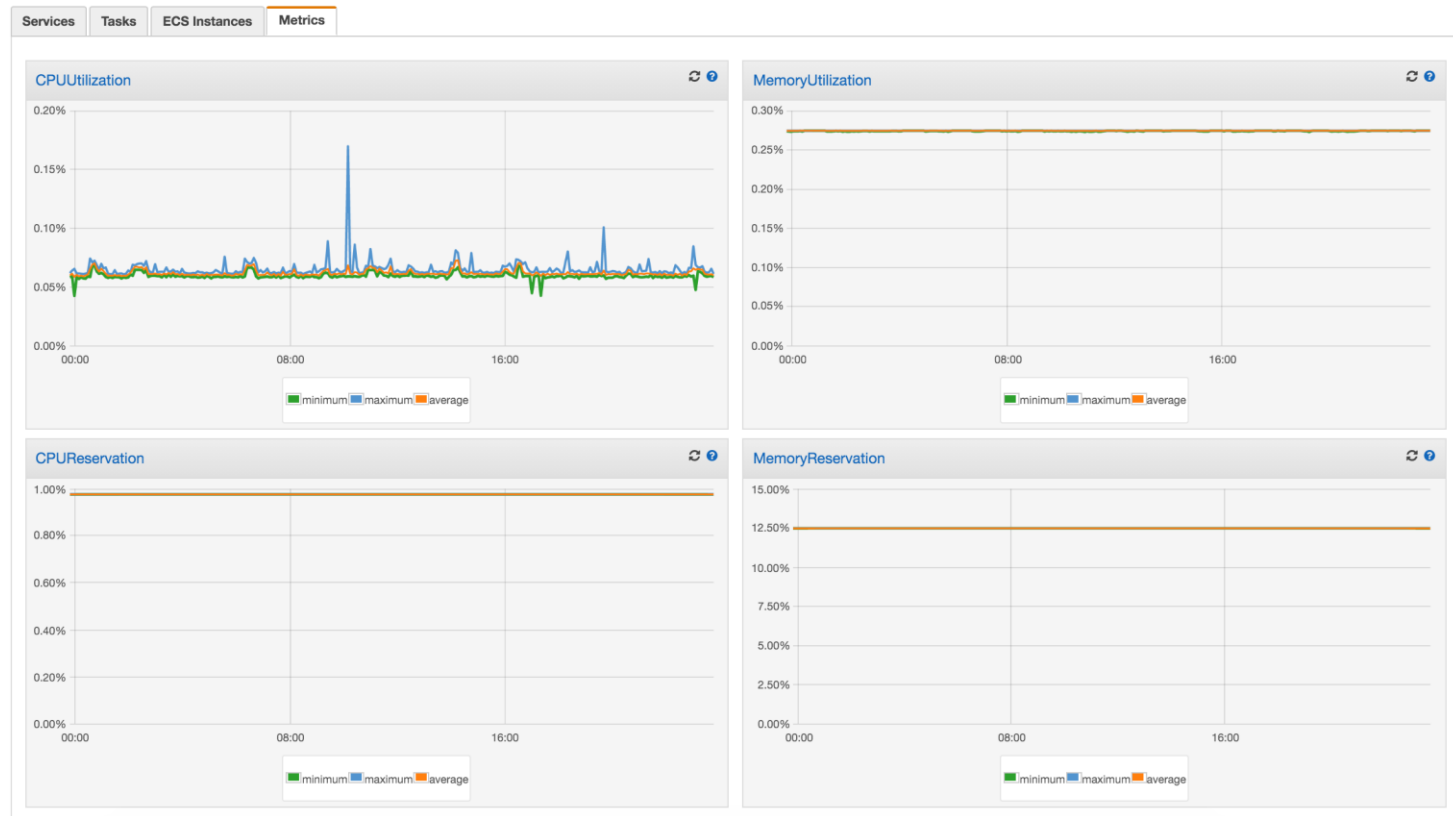 Services Tasks ECS Instances Metrics
CPUUtilization
0.20%
0.15%
0.10%
0.05%
0.00%
00:00 08:00 16:00
minimum maximum average
MemoryUtilization
0.30%
0.25%
0.20%
0.15%
0.10%
0.05%
0.00%
00:00 08:00 16:00
minimum maximum average
CPUReservation
1.00%
0.80%
0.60%
0.40%
0.20%
0.00%
00:00 08:00 16:00
minimum maximum average
MemoryReservation
15.00%
12.50%
10.00%
7.50%
5.00%
2.50%
0.00%
00:00 08:00 16:00
minimum maximum average